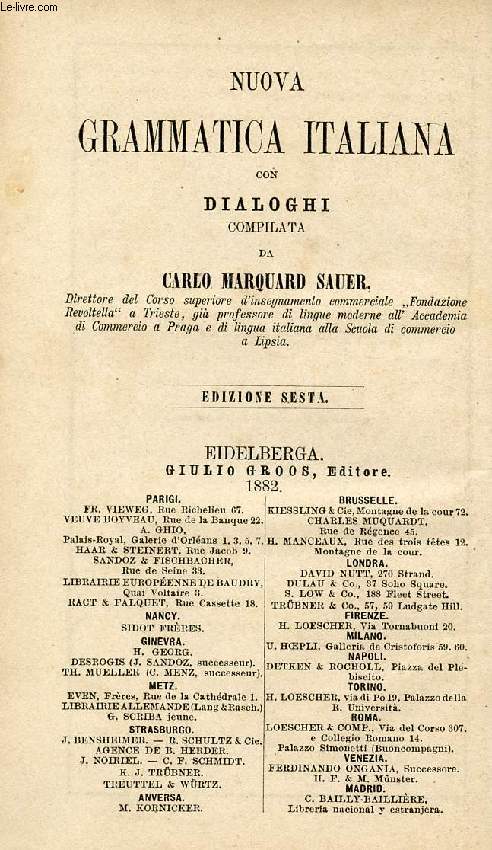 Le-livre.com
NUOVA
GRAMMATICA ITALIANA
CON
DIALOGHI
COMPILATA
DA
CARLO MARQUARD SAUER,
Direttore del Corso superiore d'insegnamento commerciale „Fondazione
Revoltella“ a Trieste, già professore di lingue moderne all' Accademia
di Commercio a Praga e di lingua italiana alla Scuola di commercio
a Lipsia.
EDIZIONE SESTA.
EIDELBERGA.
GIULIO GROOS, Editore.
1882.
PARIGI.
FR. VIEWEG, Rue Richelieu 67.
VEUVE BOYVEAU, Rue de la Banque 22.
A. GHIO,
Palais-Royal, Galerie d'Orléans 1, 3, 5, 7.
HAAR & STEINERT, Rue Jacob 9.
SANDOZ & FISCHBACHER,
Rue de Seine 33.
LIBRAIRIE EUROPÉENNE DE BAUDRY,
Quai Voltaire 3.
RACT & FALQUET, Rue Cassette 18.
NANCY.
SIDOT FRÈRES.
GINEVRA.
H. GEORG.
DESROGIS (J. SANDOZ, successeur).
TH. MUELLER (C. MENZ, successeur).
METZ.
EVEN, Frères, Rue de la Cathédrale 1.
LIBRAIRIE ALLEMANDE (Lang & Rasch.)
G. SCRIBA jeune.
STRASBURGO.
J. BENSHEIMER. — R. SCHULTZ & Cie.
AGENCE DE B. HERDER.
J. NOIRIEL. — C. F. SCHMIDT.
K. J. TRÜBNER.
TREUTTEL & WÜRTZ.
ANVERSA.
M. KORNICKER.
BRUSSELLE.
KIESSLING & Cie, Montagne de la cour 72.
CHARLES MUQUARDT,
Rue de Régence 45.
H. MANCEAUX, Rue des trois têtes 12.
Montagne de la cour.
LONDRA.
DAVID NUTT, 270 Strand.
DULAU & Co., 37 Soho Square.
S. LOW & Co., 188 Fleet Street.
TRÜBNER & Co., 57, 59 Ludgate Hill.
FIRENZE.
H. LOESCHER, Via Tornabuoni 20.
MILANO.
U. HŒPLI, Galleria de Cristoforis 59. 60.
NAPOLI.
DETKEN & ROCHOLL, Piazza del Ple-
biscito.
TORINO.
H. LOESCHER, via di Po 19, Palazzo della
R. Università.
ROMA.
LOESCHER & COMP., Via del Corso 307.
e Collegio Romano 14.
Palazzo Simonetti (Buoncompagni).
VENEZIA.
FERDINANDO ONGANIA, Successore.
H. F. & M. Münster.
MADRID.
C. BAILLY-BAILLIÈRE,
Libreria nacional y estranjera.